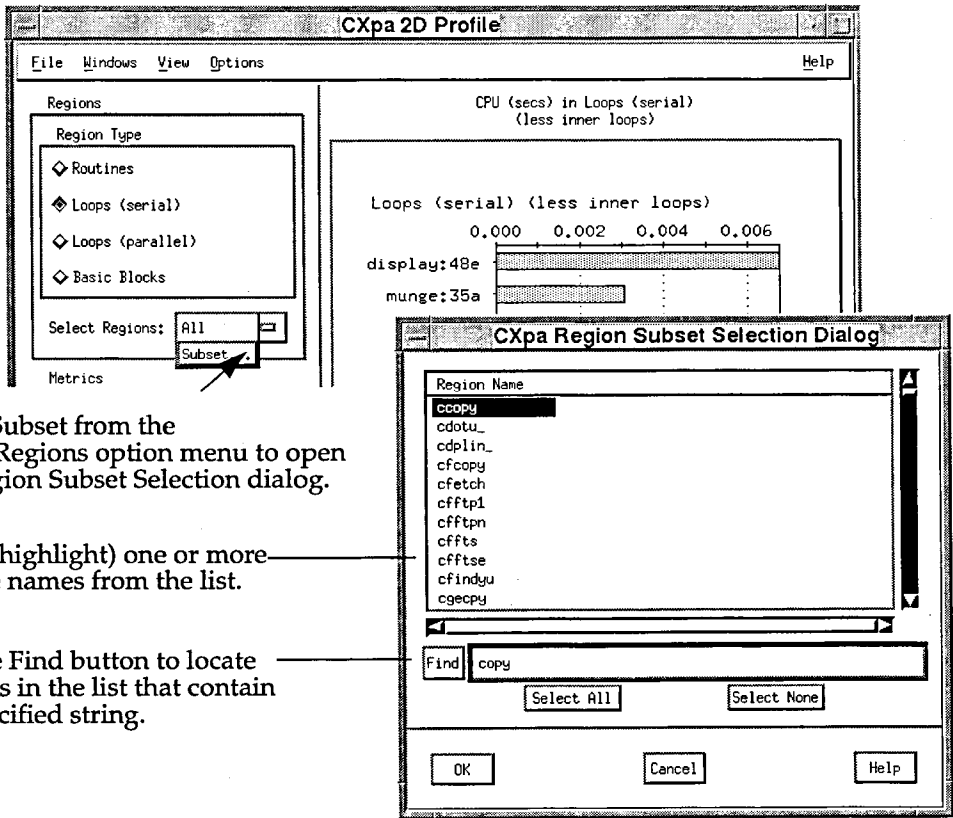 CXpa 2D Profile
File Windows View Options Help
Regions
Region Type
Routines
Loops (serial)
Loops (parallel)
Basic Blocks
Select Regions: All
Subset
Metrics
CPU (secs) in Loops (serial)
(less inner loops)
Loops (serial) (less inner loops)
0.000 0.002 0.004 0.006
display:48e
munge:35a
Subset from the
Regions option menu to open
gion Subset Selection dialog.
(highlight) one or more
e names from the list.
e Find button to locate
s in the list that contain
cified string.
CXpa Region Subset Selection Dialog
Region Name
ccopy
cdotu_
cdplin_
cfcopy
cfetch
cfftp1
cfftpn
cffts
cfftse
cfindyu
cgecpy
Find copy
Select All Select None
OK Cancel Help